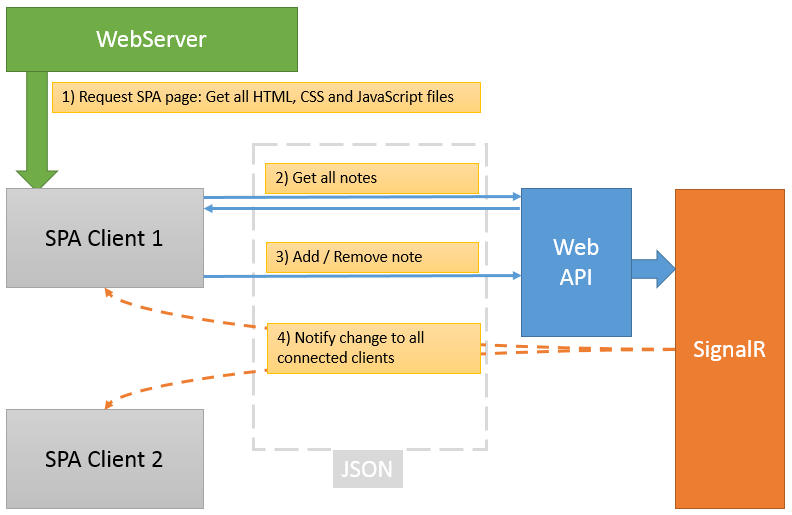 WebServer
1) Request SPA page: Get all HTML, CSS and JavaScript files
2) Get all notes
SPA Client 1
Web
API
3) Add / Remove note
4) Notify change to all
connected clients
SignalR
SPA Client 2
JSON